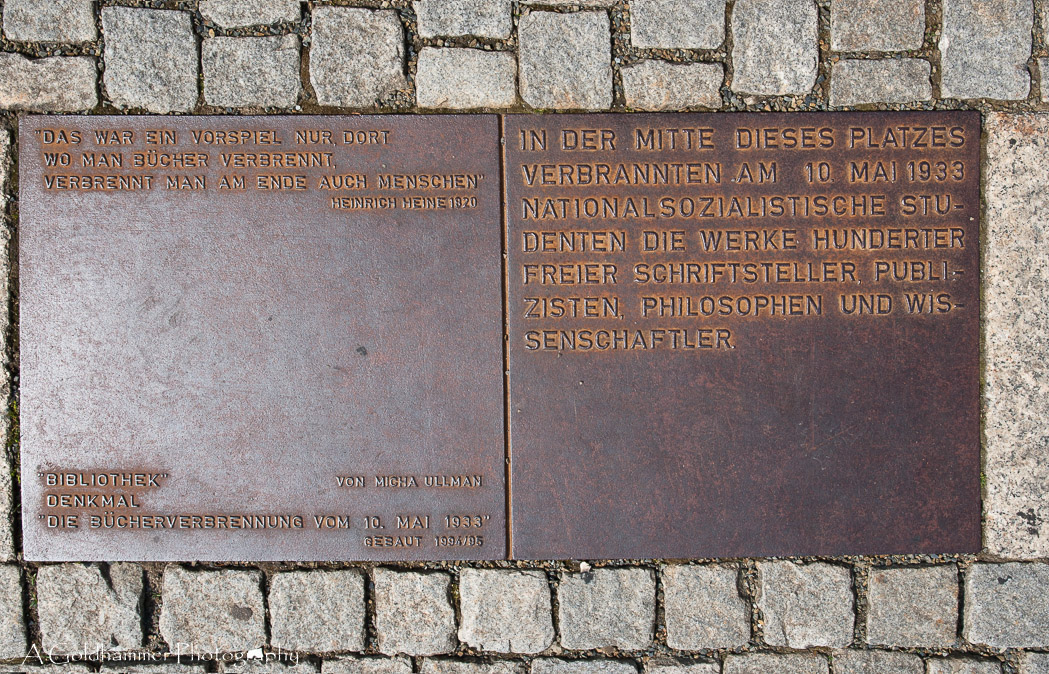 "DAS WAR EIN VORSPIEL NUR, DORT
WO MAN BÜCHER VERBRENNT,
VERBRENNT MAN AM ENDE AUCH MENSCHEN"
HEINRICH HEINE 1820
"BIBLIOTHEK"
VON MICHA ULLMAN
DENKMAL
"DIE BÜCHERVERBRENNUNG VOM 10. MAI 1933"
GEBAUT 1994/95
IN DER MITTE DIESES PLATZES
VERBRANNTEN AM 10. MAI 1933
NATIONALSOZIALISTISCHE STU-
DENTEN DIE WERKE HUNDERTER
FREIER SCHRIFTSTELLER, PUBLI-
ZISTEN, PHILOSOPHEN UND WIS-
SENSCHAFTLER.
A.Goldhammer Photography